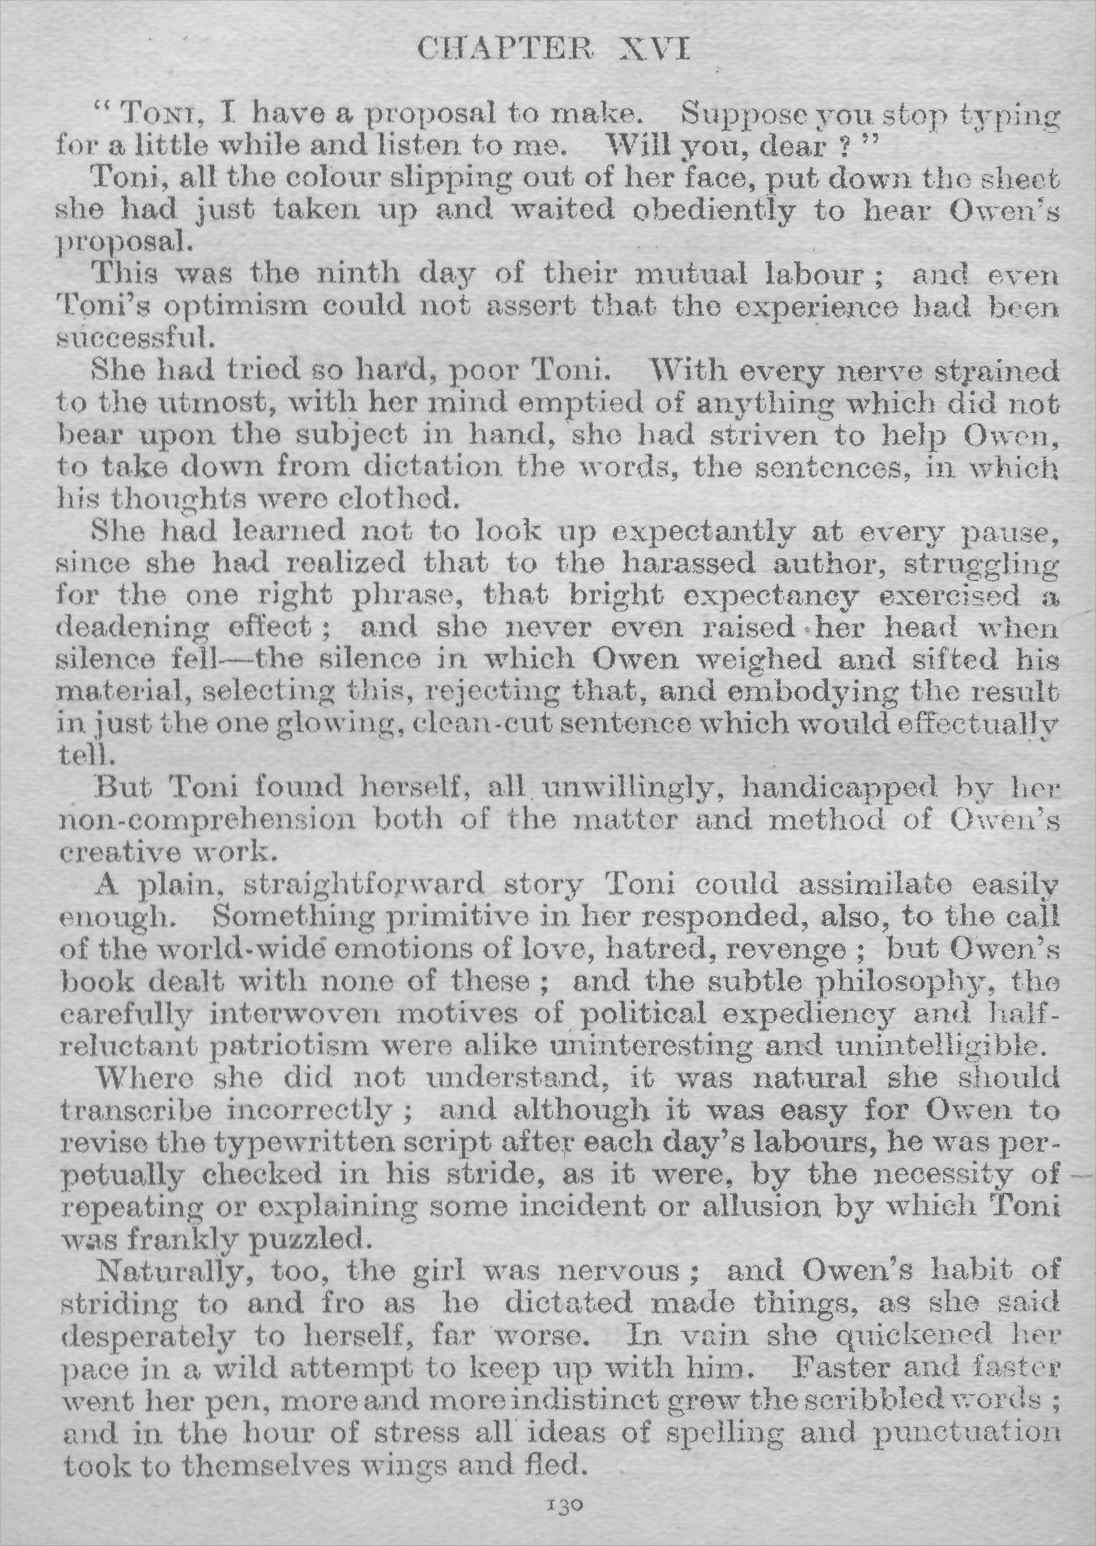 CHAPTER XVI
“ Toni, I have a proposal to make. Suppose you stop typing
for a little while and listen to me. Will you, dear ? ”
Toni, all the colour slipping out of her face, put down the sheet
she had just taken up and waited obediently to hear Owen’s
proposal.
This was the ninth day of their mutual labour ; and even
Toni’s optimism could not assert that the experience had been
successful.
She had tried so hard, poor Toni. With every nerve strained
to the utmost, with her mind emptied of anything which did not
bear upon the subject in hand, she had striven to help Owen,
to take down from dictation the words, the sentences, in which
his thoughts were clothed.
She had learned not to look up expectantly at every pause,
since she had realized that to the harassed author, struggling
for the one right phrase, that bright expectancy exercised a
deadening effect ; and she never even raised her head when
silence fell—the silence in which Owen weighed and sifted his
material, selecting this, rejecting that, and embodying the result
in just the one glowing, clean-cut sentence which would effectually
tell.
But Toni found herself, all unwillingly, handicapped by her
non-comprehension both of the matter and method of Owen’s
creative work.
A plain, straightforward story Toni could assimilate easily
enough. Something primitive in her responded, also, to the call
of the world-wide emotions of love, hatred, revenge ; but Owen’s
book dealt with none of these ; and the subtle philosophy, the
carefully interwoven motives of political expediency and half-
reluctant patriotism were alike uninteresting and unintelligible.
Where she did not understand, it was natural she should
transcribe incorrectly ; and although it was easy for Owen to
revise the typewritten script after each day’s labours, he was per-
petually checked in his stride, as it were, by the necessity of
repeating or explaining some incident or allusion by which Toni
was frankly puzzled.
Naturally, too, the girl was nervous ; and Owen’s habit of
striding to and fro as he dictated made things, as she said
desperately to herself, far worse. In vain she quickened her
pace in a wild attempt to keep up with him. Faster and faster
went her pen, more and more indistinct grew the scribbled words ;
and in the hour of stress all ideas of spelling and punctuation
took to themselves wings and fled.
130